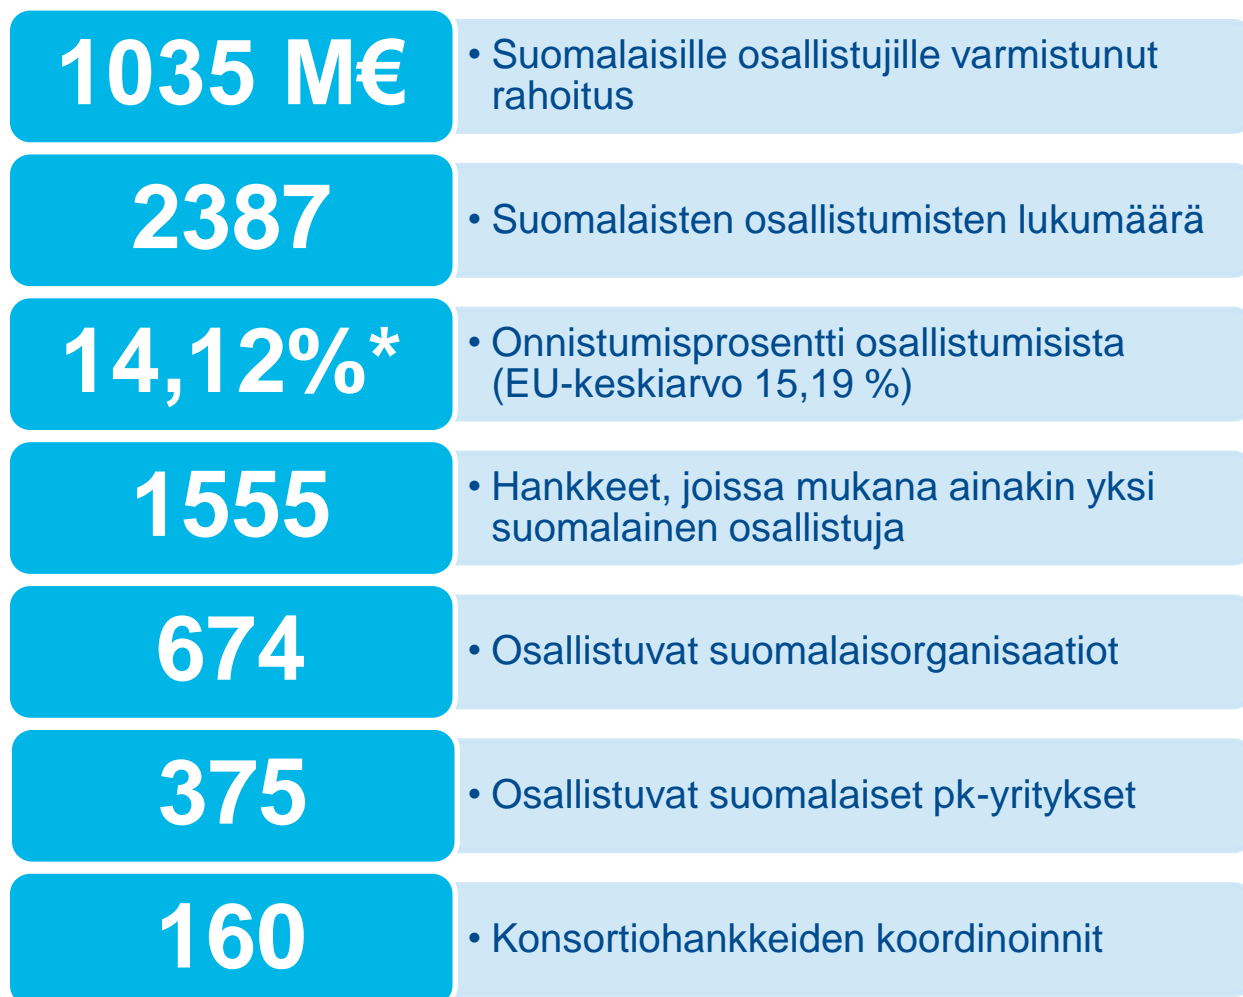 1035 M€
• Suomalaisille osallistujille varmistunut
rahoitus
2387
• Suomalaisten osallistumisten lukumäärä
14,12%*
• Onnistumisprosentti osallistumisista
(EU-keskiarvo 15,19 %)
1555
• Hankkeet, joissa mukana ainakin yksi
suomalainen osallistuja
674
• Osallistuvat suomalaisorganisaatiot
375
• Osallistuvat suomalaiset pk-yritykset
160
• Konsortiohankkeiden koordinoinnit